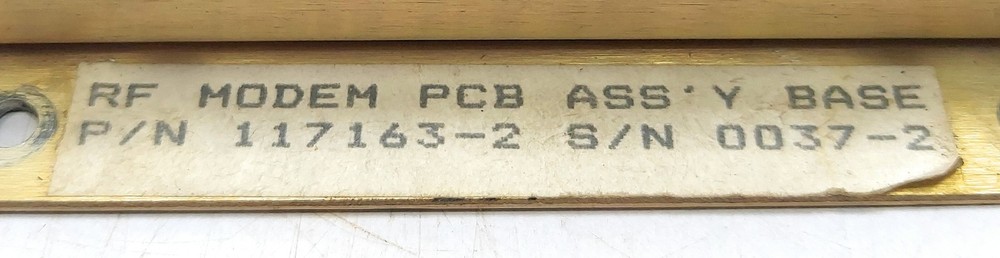 RF MODEM PCB ASS'Y BASE
P/N 117163-2 S/N 0037-2